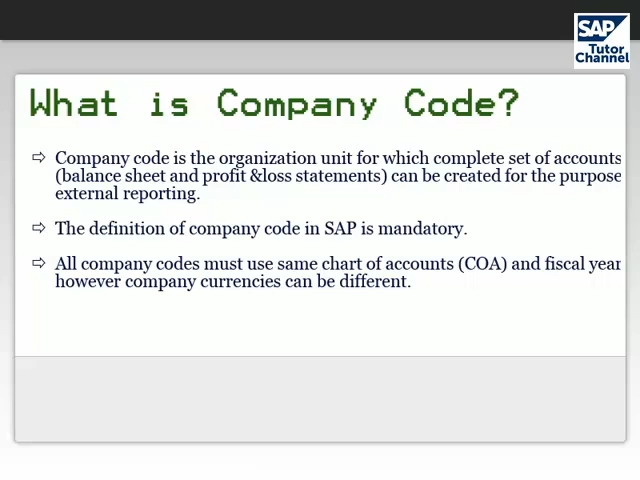 SAP
Tutor
Channel
What is Company Code?
⇨ Company code is the organization unit for which complete set of accounts
(balance sheet and profit &loss statements) can be created for the purpose
external reporting.
⇨ The definition of company code in SAP is mandatory.
⇨ All company codes must use same chart of accounts (COA) and fiscal year
however company currencies can be different.